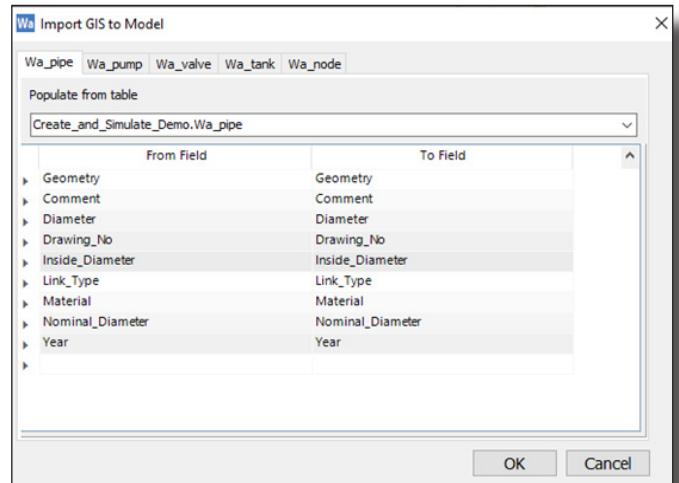 Wa Import GIS to Model
Wa_pipe Wa_pump Wa_valve Wa_tank Wa_node
Populate from table
Create_and_Simulate_Demo.Wa_pipe
From Field To Field
Geometry Geometry
Comment Comment
Diameter Diameter
Drawing_No Drawing_No
Inside_Diameter Inside_Diameter
Link_Type Link_Type
Material Material
Nominal_Diameter Nominal_Diameter
Year Year
OK Cancel